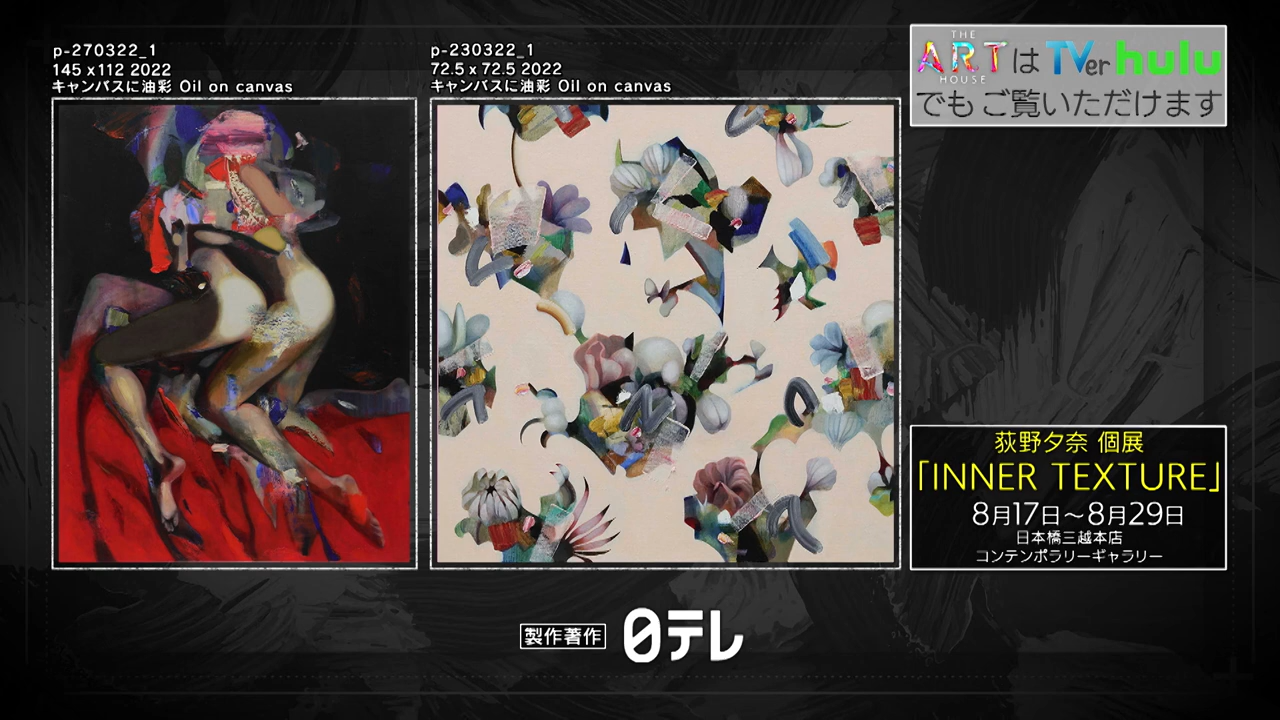 p-270322_1
145 x 112 2022
キャンバスに油彩 Oil on canvas
p-230322_1
72.5 x 72.5 2022
キャンバスに油彩 Oil on canvas
THE
ART は TVer hulu
HOUSE
でも ご覧いただけます
荻野夕奈 個展
「INNER TEXTURE」
8月17日～8月29日
日本橋三越本店
コンテンポラリーギャラリー
製作著作 日テレ